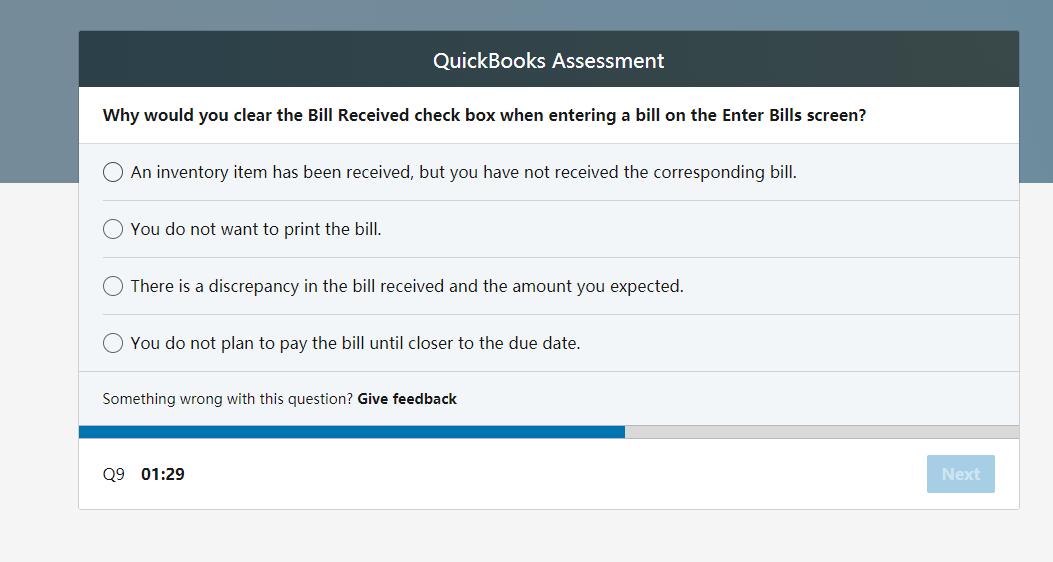 QuickBooks Assessment
Why would you clear the Bill Received check box when entering a bill on the Enter Bills screen?
An inventory item has been received, but you have not received the corresponding bill.
You do not want to print the bill.
There is a discrepancy in the bill received and the amount you expected.
You do not plan to pay the bill until closer to the due date.
Something wrong with this question? Give feedback
Q9 01:29 Next